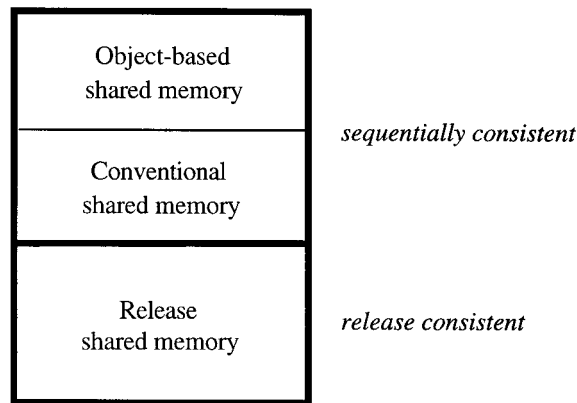 Object-based
shared memory
sequentially consistent
Conventional
shared memory
Release
shared memory
release consistent